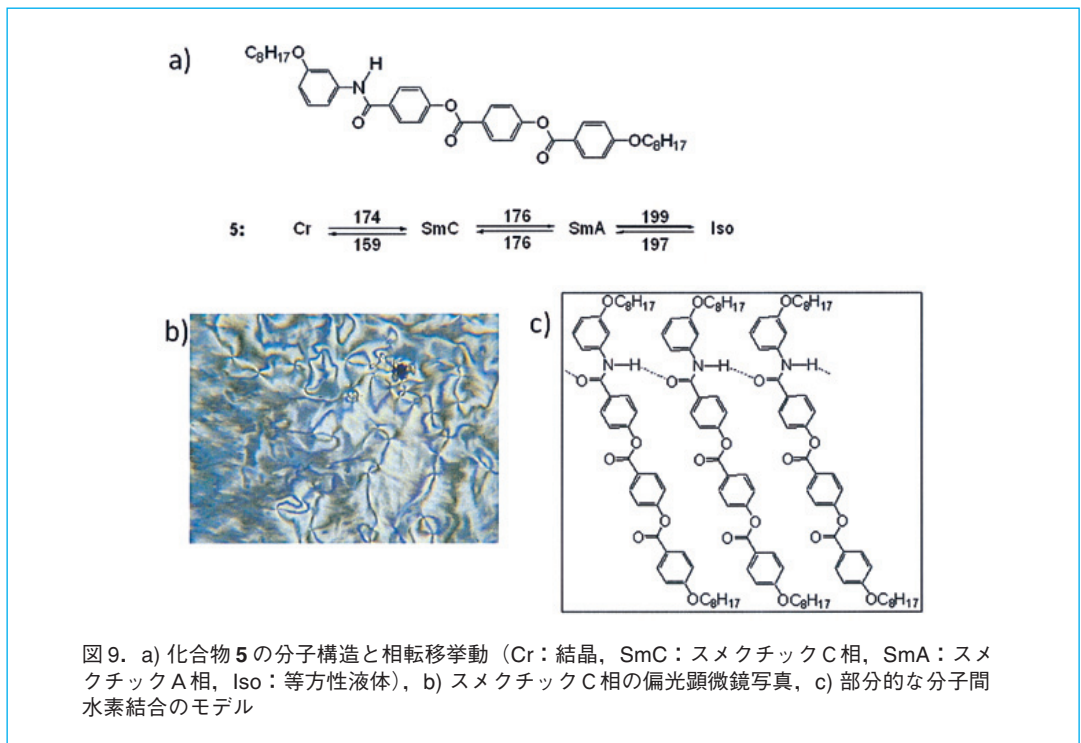 a)
C8H17O
H
N
O
O
O
O
O
OC8H17
5: Cr 174 159 SmC 176 176 SmA 199 197 Iso
b)
c)
OC8H17 OC8H17 OC8H17
N-H N-H N-H
O O O
O O O
O O O
O O O
O O O
OC8H17 OC8H17 OC8H17
図9. a) 化合物 5 の分子構造と相転移挙動（Cr：結晶，SmC：スメクチックC相，SmA：スメ
クチックA相，Iso：等方性液体），b) スメクチックC相の偏光顕微鏡写真，c) 部分的な分子間
水素結合のモデル